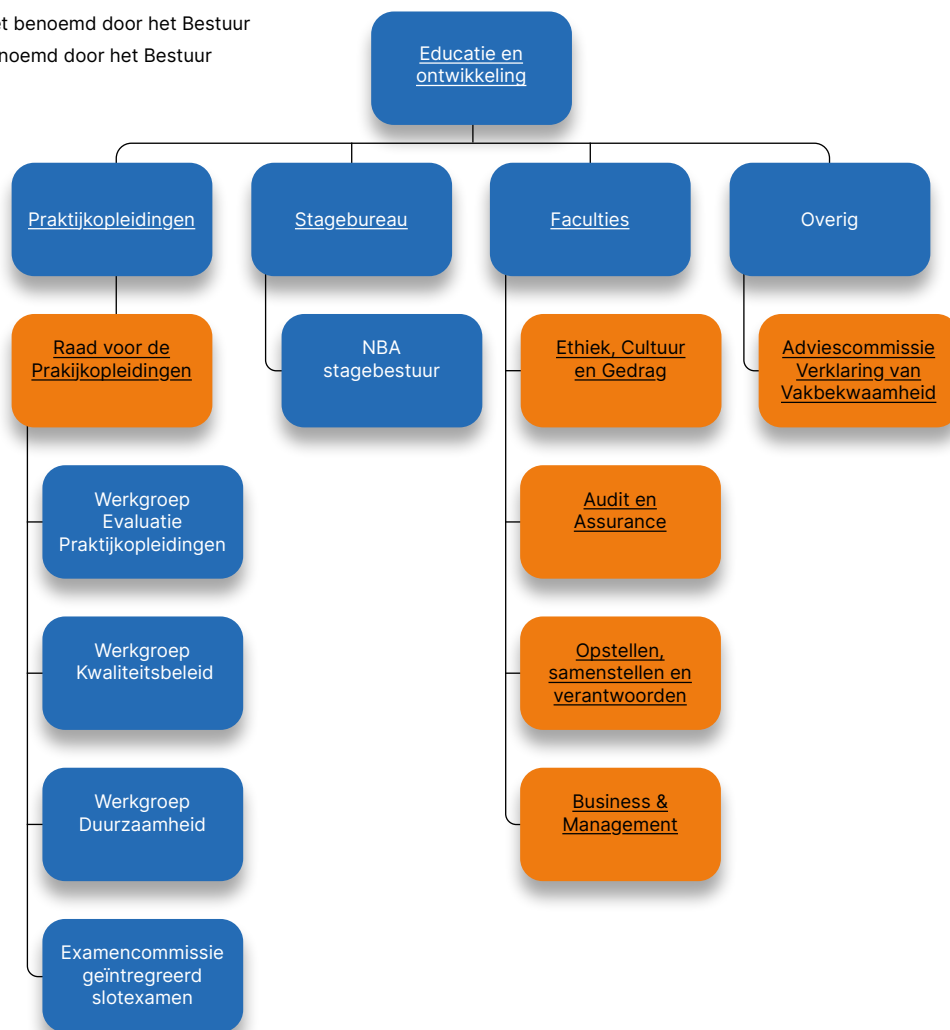 benoemd door het Bestuur
door het Bestuur
Educatie en
ontwikkeling
Praktijkopleidingen
Stagebureau
Faculties
Overig
Raad voor de
Prakijkopleidingen
NBA
stagebestuur
Ethiek, Cultuur
en Gedrag
Adviescommissie
Verklaring van
Vakbekwaamheid
Werkgroep
Evaluatie
Praktijkopleidingen
Audit en
Assurance
Werkgroep
Kwaliteitsbeleid
Opstellen,
samenstellen en
verantwoorden
Werkgroep
Duurzaamheid
Business &
Management
Examencommissie
geïntregreerd
slotexamen